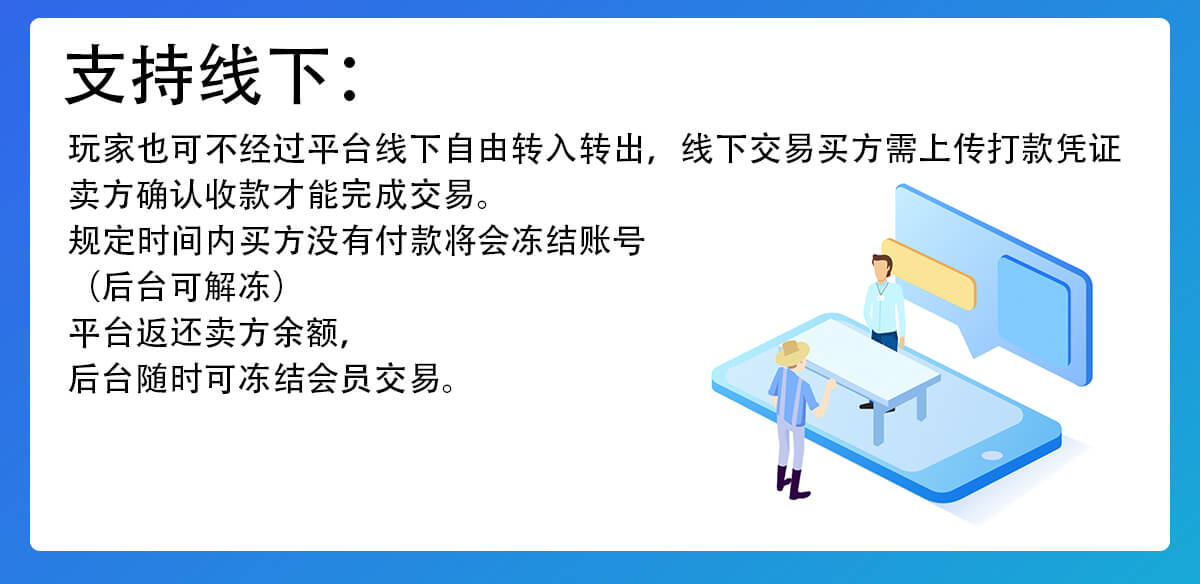 支持线下：
玩家也可不经过平台线下自由转入转出，线下交易买方需上传打款凭证
卖方确认收款才能完成交易。
规定时间内买方没有付款将会冻结账号
（后台可解冻）
平台返还卖方余额，
后台随时可冻结会员交易。